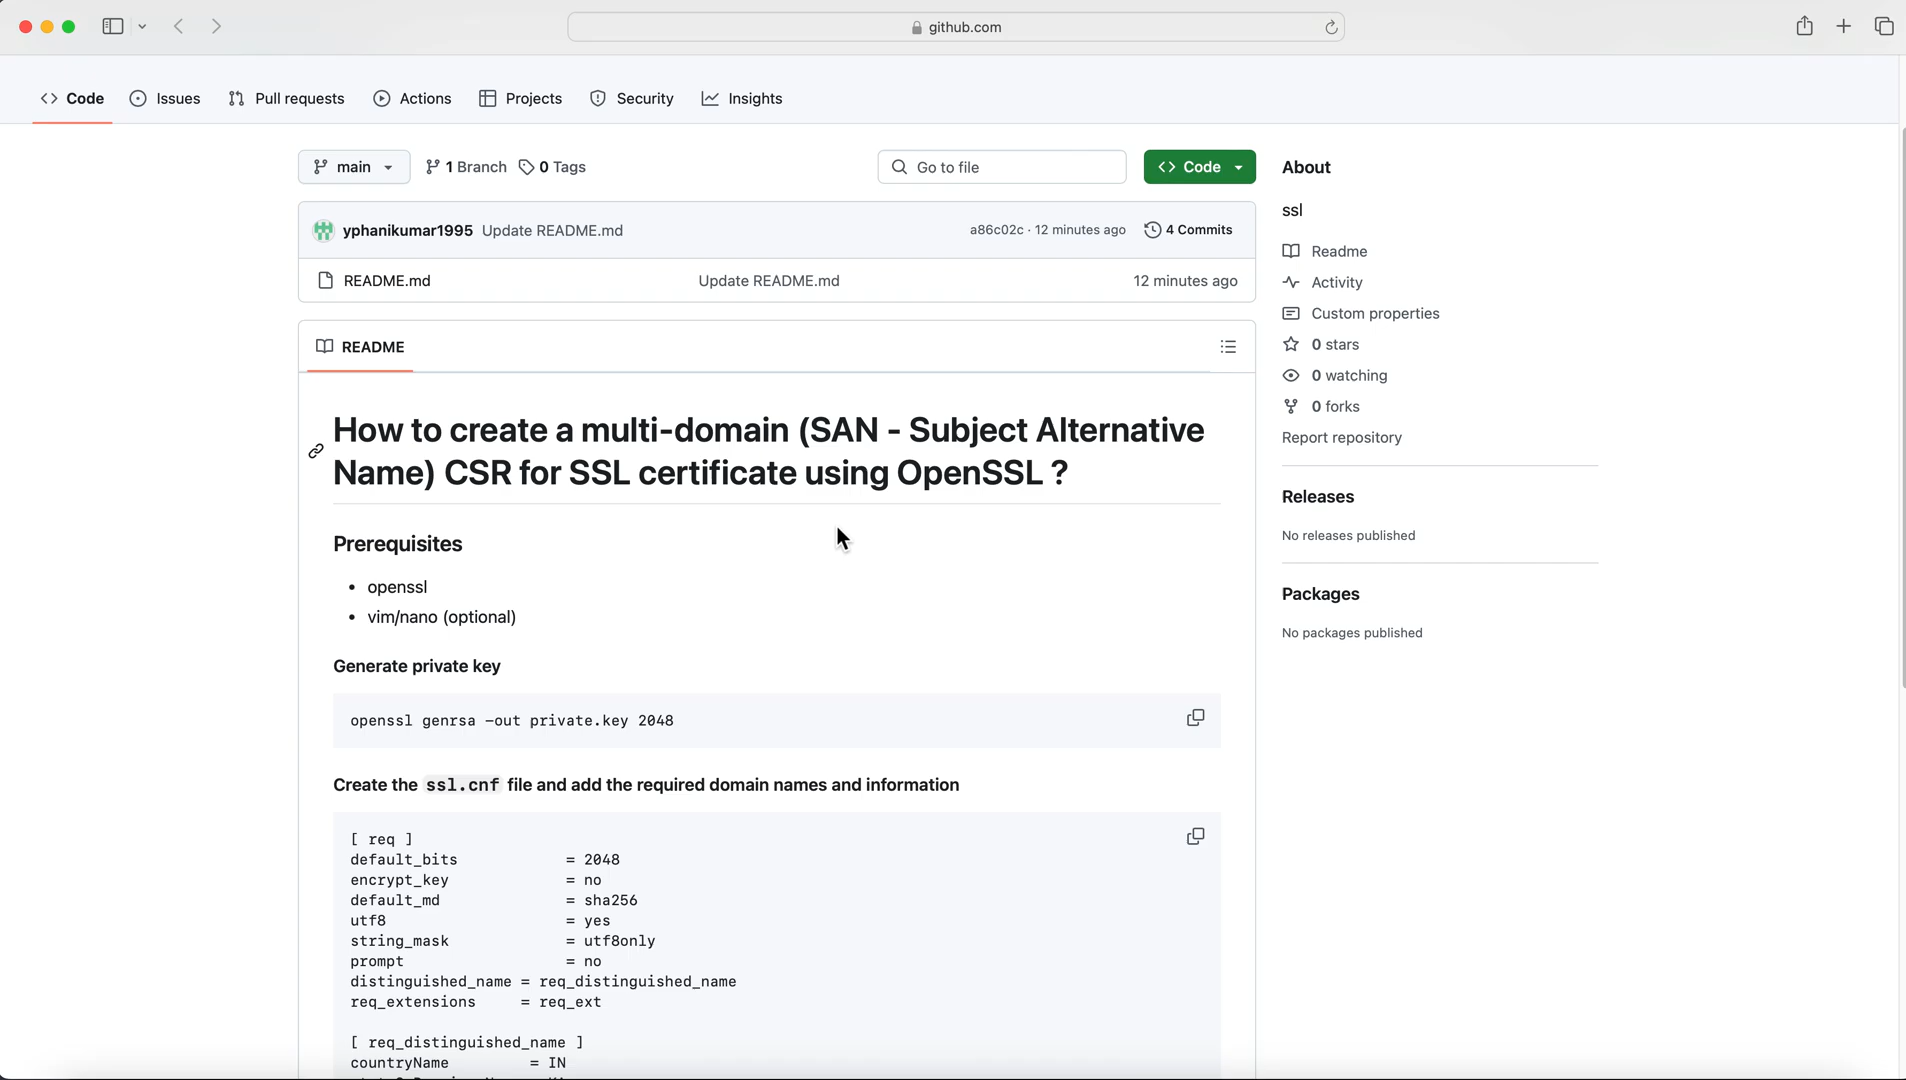 github.com
Code Issues Pull requests Actions Projects Security Insights
main 1 Branch 0 Tags Go to file Code
yphanikumar1995 Update README.md a86c02c · 12 minutes ago 4 Commits
README.md Update README.md 12 minutes ago
README
How to create a multi-domain (SAN - Subject Alternative
Name) CSR for SSL certificate using OpenSSL ?
Prerequisites
• openssl
• vim/nano (optional)
Generate private key
openssl genrsa -out private.key 2048
Create the ssl.cnf file and add the required domain names and information
[ req ]
default_bits = 2048
encrypt_key = no
default_md = sha256
utf8 = yes
string_mask = utf8only
prompt = no
distinguished_name = req_distinguished_name
req_extensions = req_ext
[ req_distinguished_name ]
countryName = IN
About
ssl
Readme
Activity
Custom properties
0 stars
0 watching
0 forks
Report repository
Releases
No releases published
Packages
No packages published